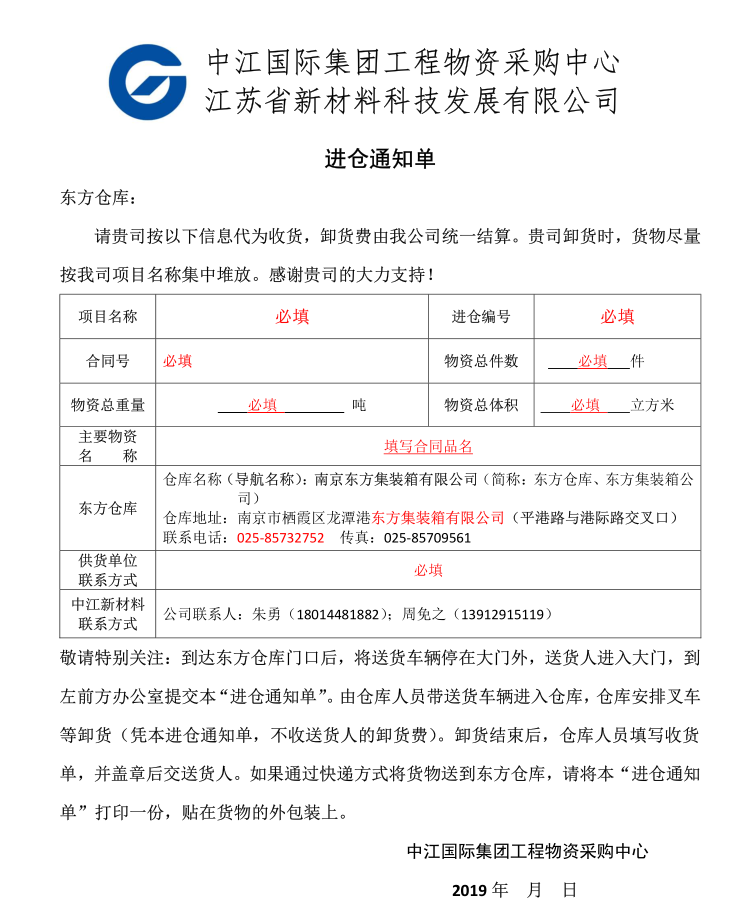 中江国际集团工程物资采购中心
江苏省新材料科技发展有限公司
进仓通知单
东方仓库：
请贵司按以下信息代为收货，卸货费由我公司统一结算。贵司卸货时，货物尽量
按我司项目名称集中堆放。感谢贵司的大力支持！
项目名称 必填 进仓编号 必填
合同号 必填 物资总件数 必填 件
物资总重量 必填 吨 物资总体积 必填 立方米
主要物资
名 称
填写合同品名
东方仓库
仓库名称（导航名称）：南京东方集装箱有限公司（简称：东方仓库、东方集装箱公
司）
仓库地址：南京市栖霞区龙潭港东方集装箱有限公司（平港路与港际路交叉口）
联系电话：025-85732752 传真：025-85709561
供货单位
联系方式
必填
中江新材料
联系方式
公司联系人：朱勇（18014481882）；周免之（13912915119）
敬请特别关注：到达东方仓库门口后，将送货车辆停在大门外，送货人进入大门，到
左前方办公室提交本“进仓通知单”。由仓库人员带送货车辆进入仓库，仓库安排叉车
等卸货（凭本进仓通知单，不收送货人的卸货费）。卸货结束后，仓库人员填写收货
单，并盖章后交送货人。如果通过快递方式将货物送到东方仓库，请将本“进仓通知
单”打印一份，贴在货物的外包装上。
中江国际集团工程物资采购中心
2019 年 月 日